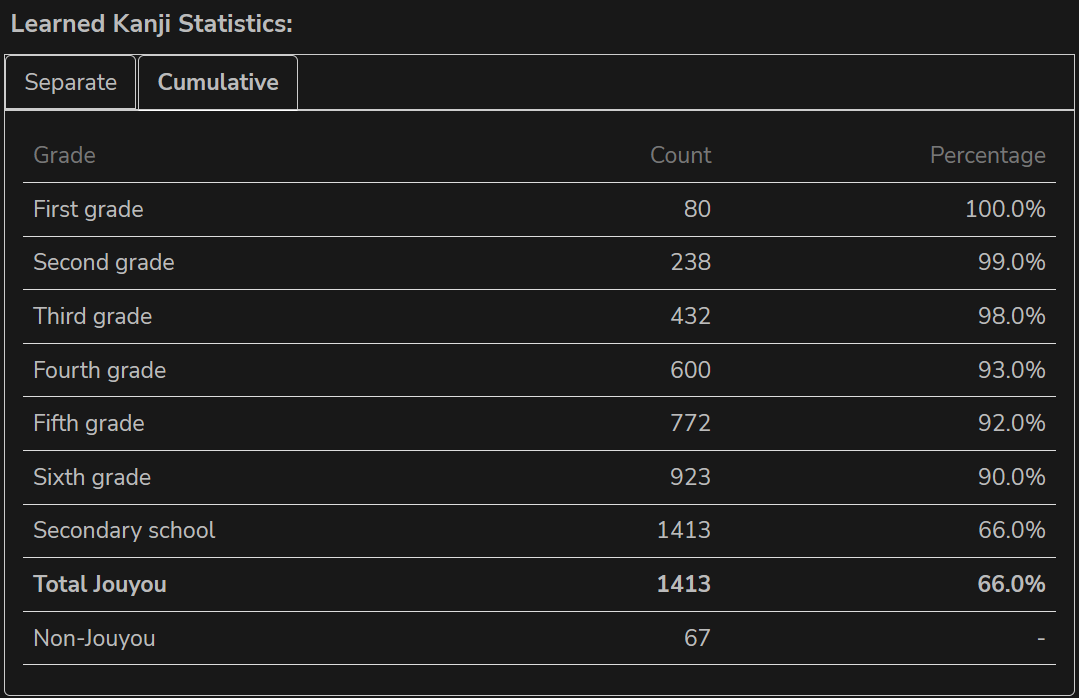 Learned Kanji Statistics:
Separate Cumulative
Grade Count Percentage
First grade 80 100.0%
Second grade 238 99.0%
Third grade 432 98.0%
Fourth grade 600 93.0%
Fifth grade 772 92.0%
Sixth grade 923 90.0%
Secondary school 1413 66.0%
Total Jouyou 1413 66.0%
Non-Jouyou 67 -